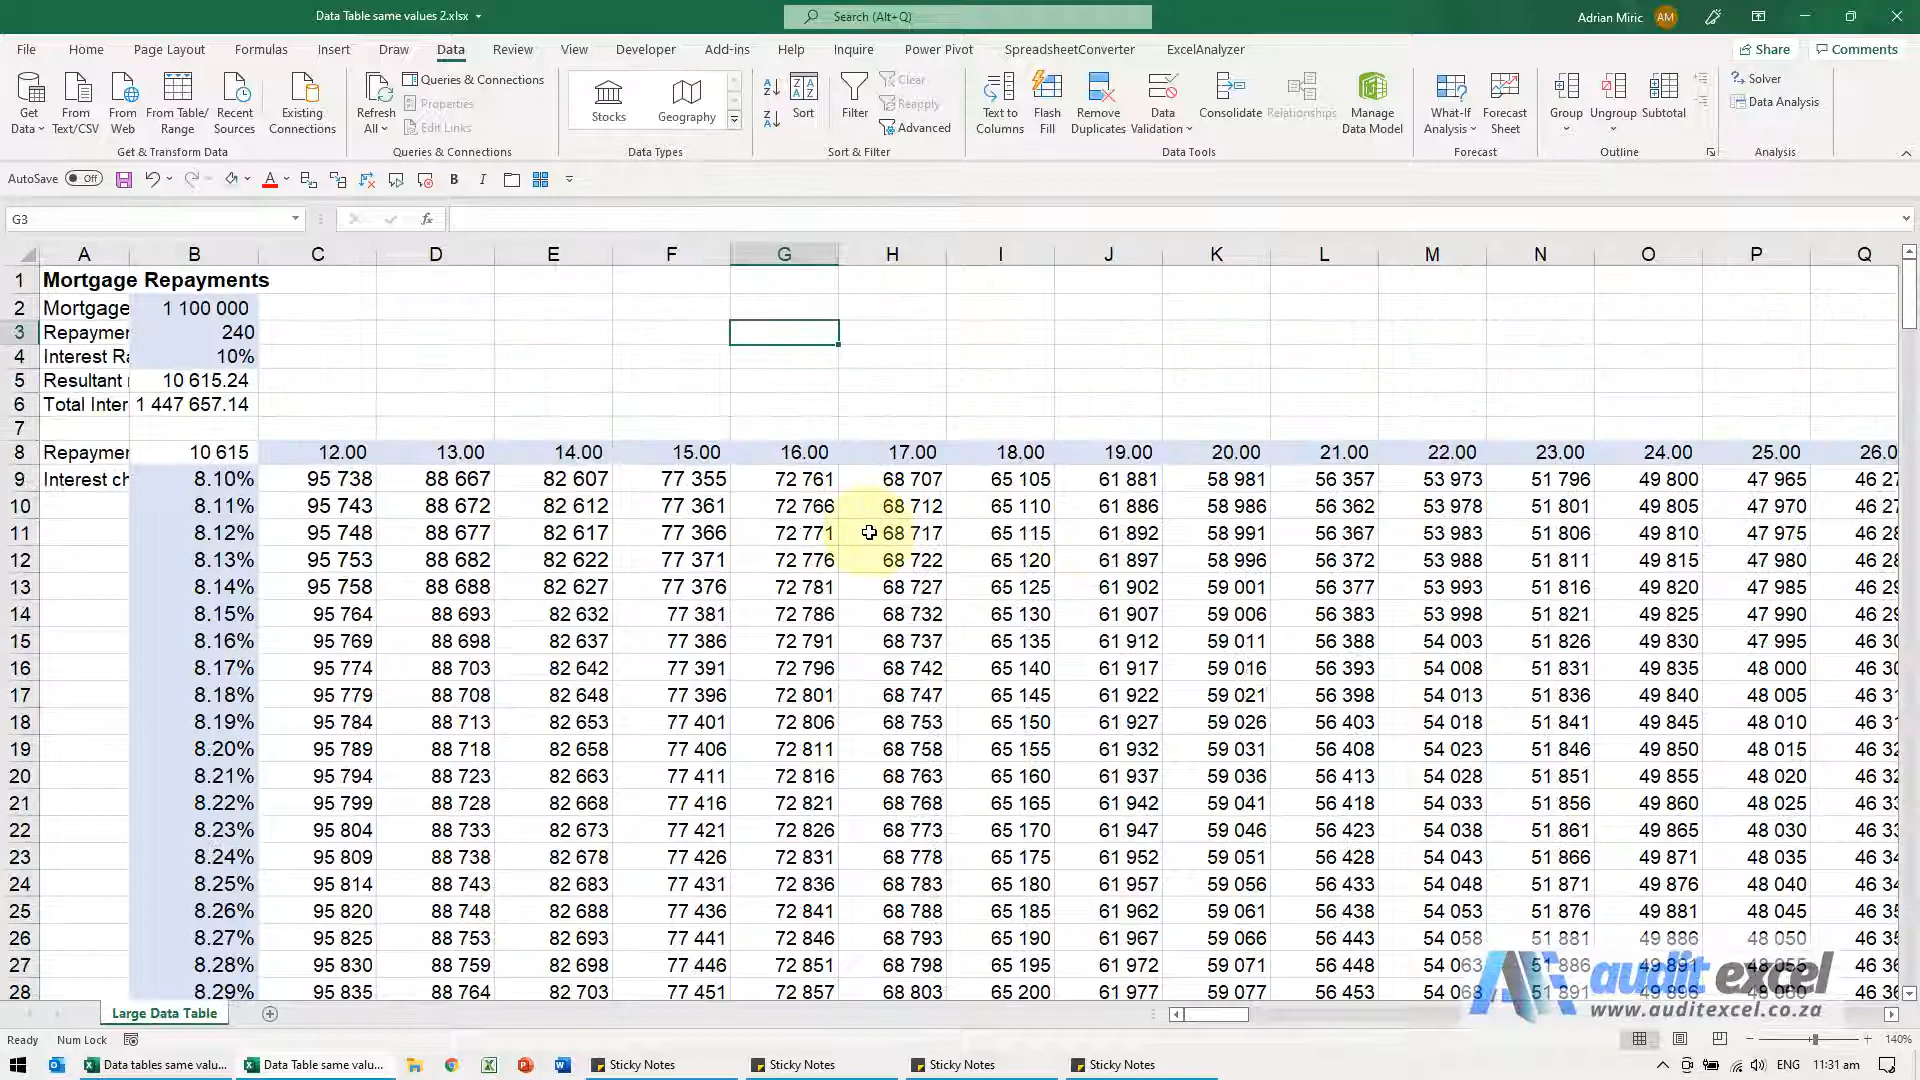 Data Table same values 2.xlsx
Search (Alt+Q)
Adrian Miric AM
File Home Page Layout Formulas Insert Draw Data Review View Developer Add-ins Help Inquire Power Pivot SpreadsheetConverter ExcelAnalyzer Share Comments
Get Data From Text/CSV From Web From Table/ Range Recent Sources Existing Connections Refresh All Queries & Connections Properties Edit Links Stocks Geography Sort Filter Clear Reapply Advanced Text to Columns Flash Fill Remove Duplicates Data Validation Consolidate Relationships Manage Data Model What-If Analysis Forecast Sheet Group Ungroup Subtotal Solver Data Analysis
Get & Transform Data Queries & Connections Data Types Sort & Filter Data Tools Forecast Outline Analysis
AutoSave Off
G3
A B C D E F G H I J K L M N O P Q
1 Mortgage Repayments
2 Mortgage 1 100 000
3 Repaymer 240
4 Interest Ra 10%
5 Resultant 10 615.24
6 Total Inter 1 447 657.14
7
8 Repaymer 10 615 12.00 13.00 14.00 15.00 16.00 17.00 18.00 19.00 20.00 21.00 22.00 23.00 24.00 25.00 26.0
9 Interest ch 8.10% 95 738 88 667 82 607 77 355 72 761 68 707 65 105 61 881 58 981 56 357 53 973 51 796 49 800 47 965 46 27
10 8.11% 95 743 88 672 82 612 77 361 72 766 68 712 65 110 61 886 58 986 56 362 53 978 51 801 49 805 47 970 46 27
11 8.12% 95 748 88 677 82 617 77 366 72 771 68 717 65 115 61 892 58 991 56 367 53 983 51 806 49 810 47 975 46 28
12 8.13% 95 753 88 682 82 622 77 371 72 776 68 722 65 120 61 897 58 996 56 372 53 988 51 811 49 815 47 980 46 28
13 8.14% 95 758 88 688 82 627 77 376 72 781 68 727 65 125 61 902 59 001 56 377 53 993 51 816 49 820 47 985 46 29
14 8.15% 95 764 88 693 82 632 77 381 72 786 68 732 65 130 61 907 59 006 56 383 53 998 51 821 49 825 47 990 46 29
15 8.16% 95 769 88 698 82 637 77 386 72 791 68 737 65 135 61 912 59 011 56 388 54 003 51 826 49 830 47 995 46 30
16 8.17% 95 774 88 703 82 642 77 391 72 796 68 742 65 140 61 917 59 016 56 393 54 008 51 831 49 835 48 000 46 30
17 8.18% 95 779 88 708 82 648 77 396 72 801 68 747 65 145 61 922 59 021 56 398 54 013 51 836 49 840 48 005 46 31
18 8.19% 95 784 88 713 82 653 77 401 72 806 68 753 65 150 61 927 59 026 56 403 54 018 51 841 49 845 48 010 46 31
19 8.20% 95 789 88 718 82 658 77 406 72 811 68 758 65 155 61 932 59 031 56 408 54 023 51 846 49 850 48 015 46 32
20 8.21% 95 794 88 723 82 663 77 411 72 816 68 763 65 160 61 937 59 036 56 413 54 028 51 851 49 855 48 020 46 32
21 8.22% 95 799 88 728 82 668 77 416 72 821 68 768 65 165 61 942 59 041 56 418 54 033 51 856 49 860 48 025 46 33
22 8.23% 95 804 88 733 82 673 77 421 72 826 68 773 65 170 61 947 59 046 56 423 54 038 51 861 49 865 48 030 46 33
23 8.24% 95 809 88 738 82 678 77 426 72 831 68 778 65 175 61 952 59 051 56 428 54 043 51 866 49 871 48 035 46 34
24 8.25% 95 814 88 743 82 683 77 431 72 836 68 783 65 180 61 957 59 056 56 433 54 048 51 871 49 876 48 040 46 34
25 8.26% 95 820 88 748 82 688 77 436 72 841 68 788 65 185 61 962 59 061 56 438 54 053 51 876 49 881 48 045 46 35
26 8.27% 95 825 88 753 82 693 77 441 72 846 68 793 65 190 61 967 59 066 56 443 54 058 51 881 49 886 48 050 46 35
27 8.28% 95 830 88 759 82 698 77 446 72 851 68 798 65 195 61 972 59 071 56 448 54 063 51 886 49 891 48 055 46 36
28 8.29% 95 835 88 764 82 703 77 451 72 857 68 803 65 200 61 977 59 077 56 453 54 068 51 891 49 896 48 060 46 36
audit excel
www.auditexcel.co.za
Large Data Table
Ready Num Lock 140%
Data tables same valu... Data Table same valu... Sticky Notes Sticky Notes Sticky Notes Sticky Notes ENG 11:31 am